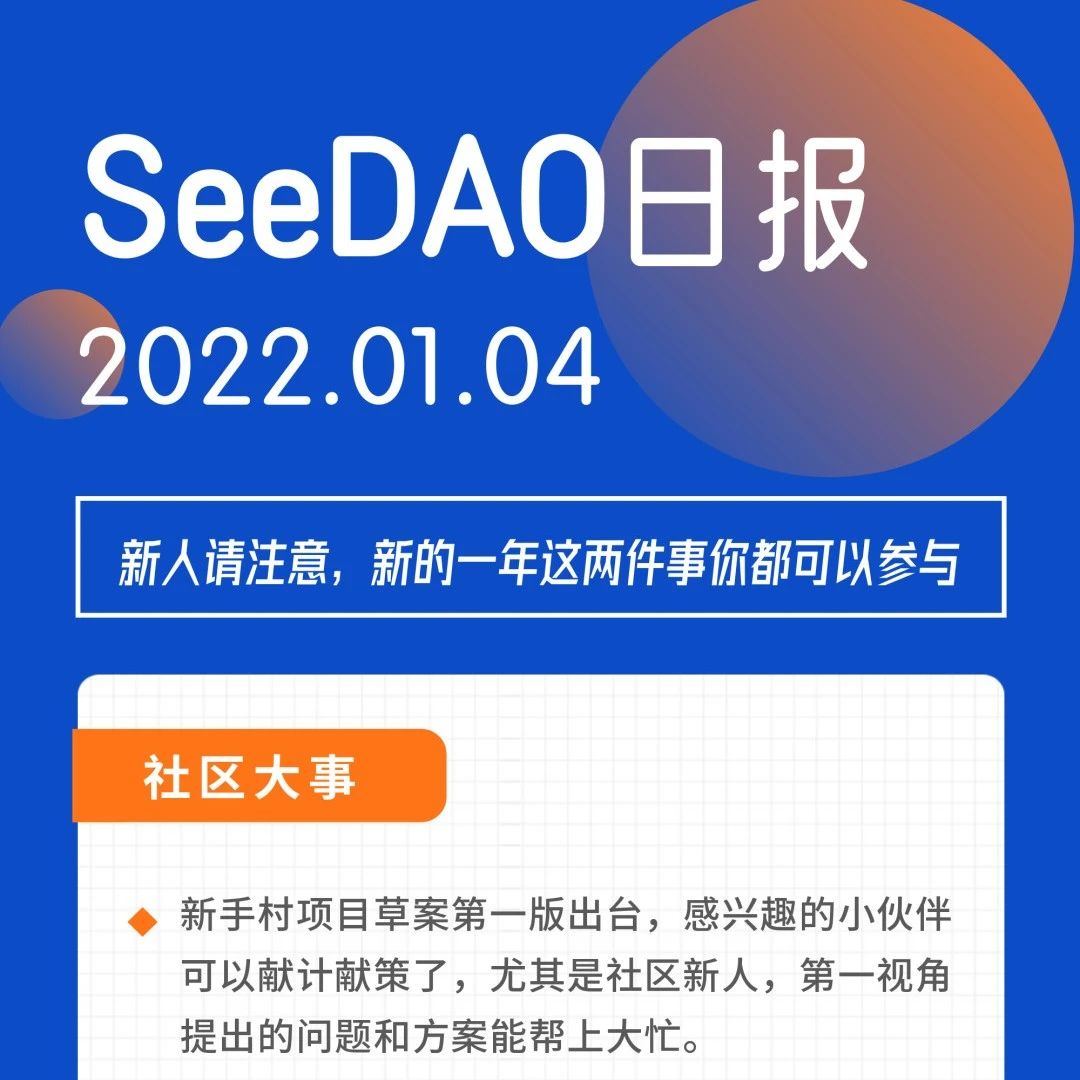 SeeDAO日报
2022.01.04
新人请注意，新的一年这两件事你都可以参与
社区大事
新手村项目草案第一版出台，感兴趣的小伙伴
可以献计献策了，尤其是社区新人，第一视角
提出的问题和方案能帮上大忙。